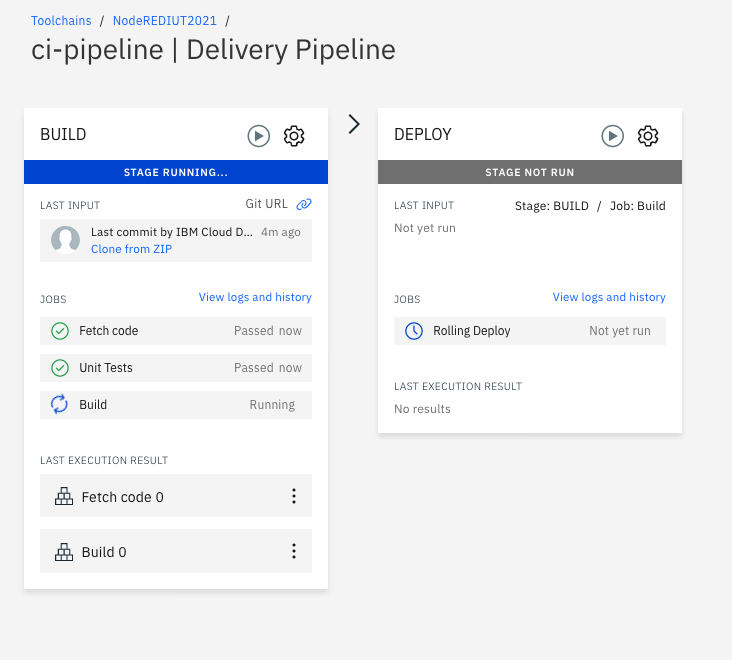 Toolchains / NodeREDIUT2021 /
ci-pipeline | Delivery Pipeline
BUILD
STAGE RUNNING...
LAST INPUT Git URL
Last commit by IBM Cloud D... 4m ago
Clone from ZIP
JOBS View logs and history
Fetch code Passed now
Unit Tests Passed now
Build Running
LAST EXECUTION RESULT
Fetch code 0
Build 0
DEPLOY
STAGE NOT RUN
LAST INPUT Stage: BUILD / Job: Build
Not yet run
JOBS View logs and history
Rolling Deploy Not yet run
LAST EXECUTION RESULT
No results